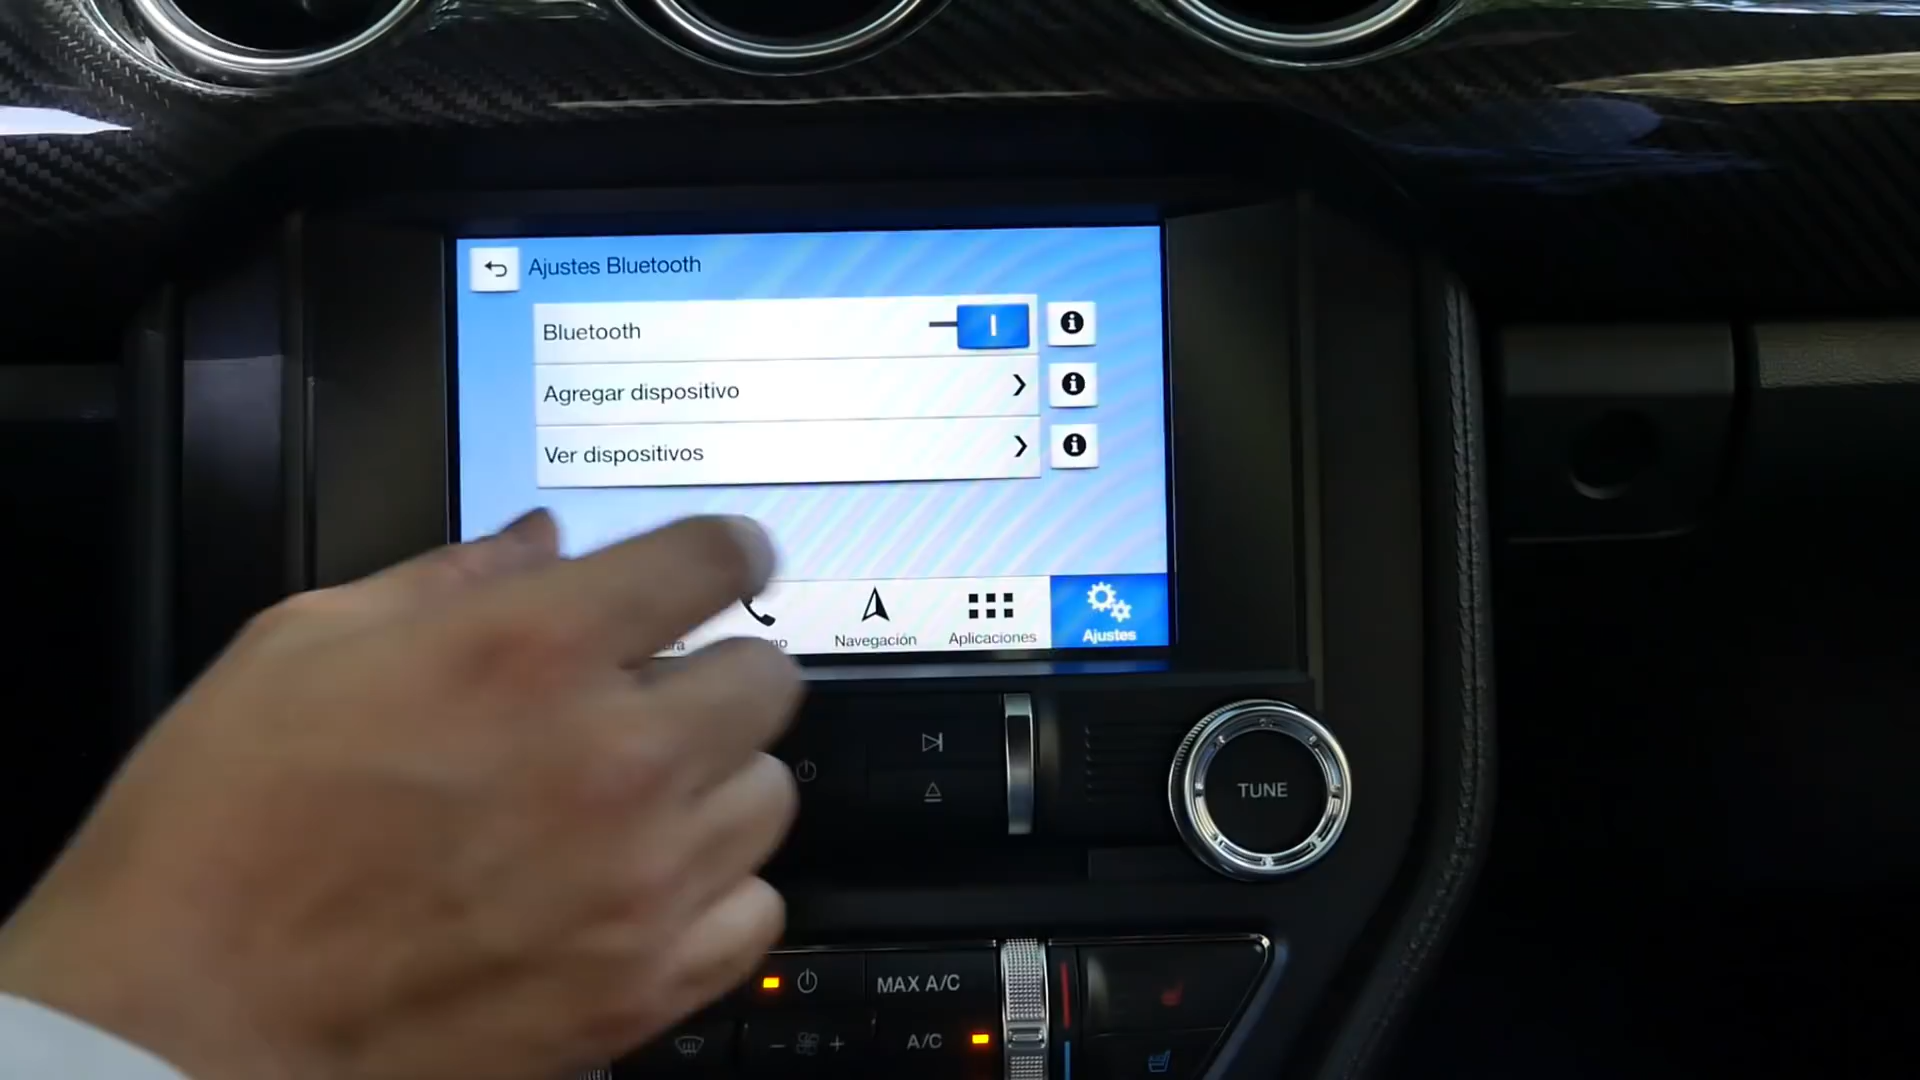 Ajustes Bluetooth
Bluetooth
Agregar dispositivo
Ver dispositivos
Navegación
Aplicaciones
Ajustes
TUNE
MAX A/C
A/C